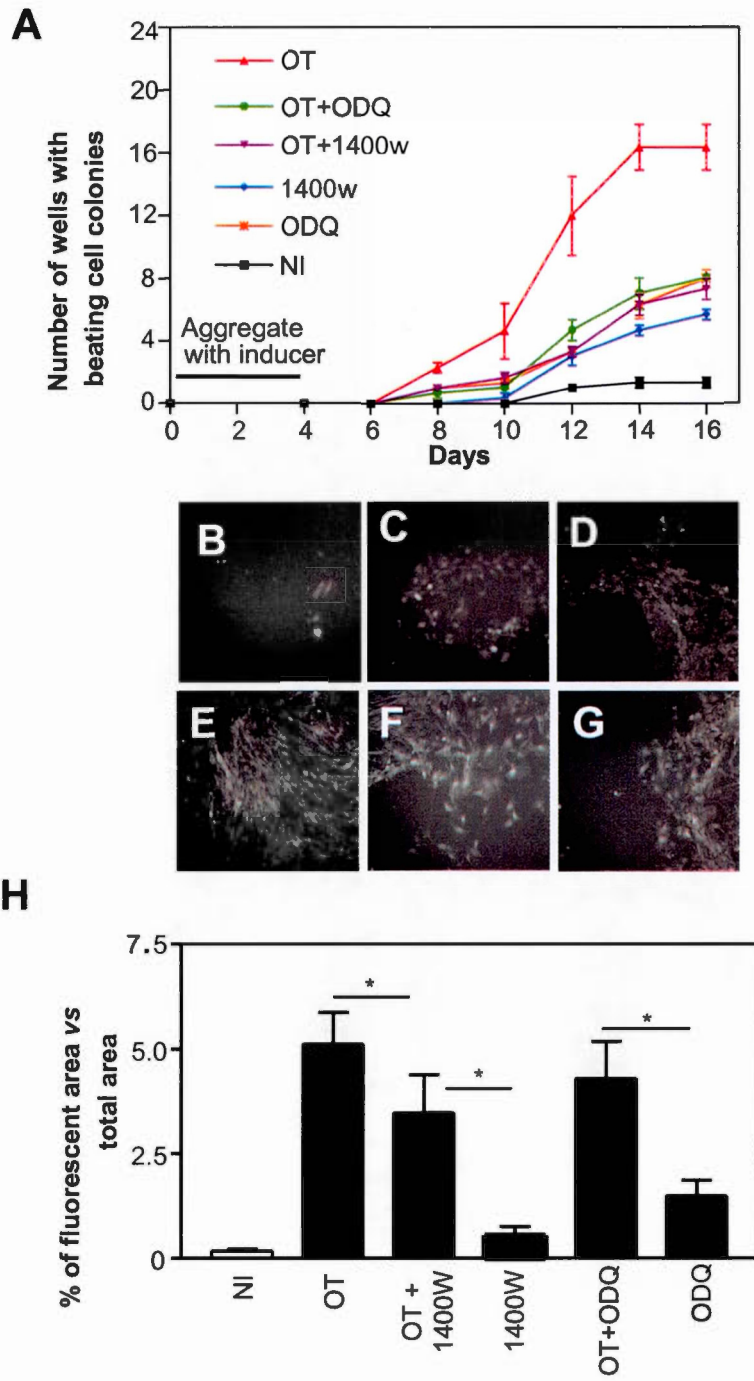 A
24
20
16
12
8
4
0
Number of wells with
beating cell colonies
OT
OT+ODQ
OT+1400w
1400w
ODQ
NI
Aggregate
with inducer
0 2 4 6 8 10 12 14 16
Days
B C D
E F G
H
7.5
5.0
2.5
0
% of fluorescent area vs
total area
* * *
NI
OT
OT +
1400W
1400W
OT+ODQ
ODQ